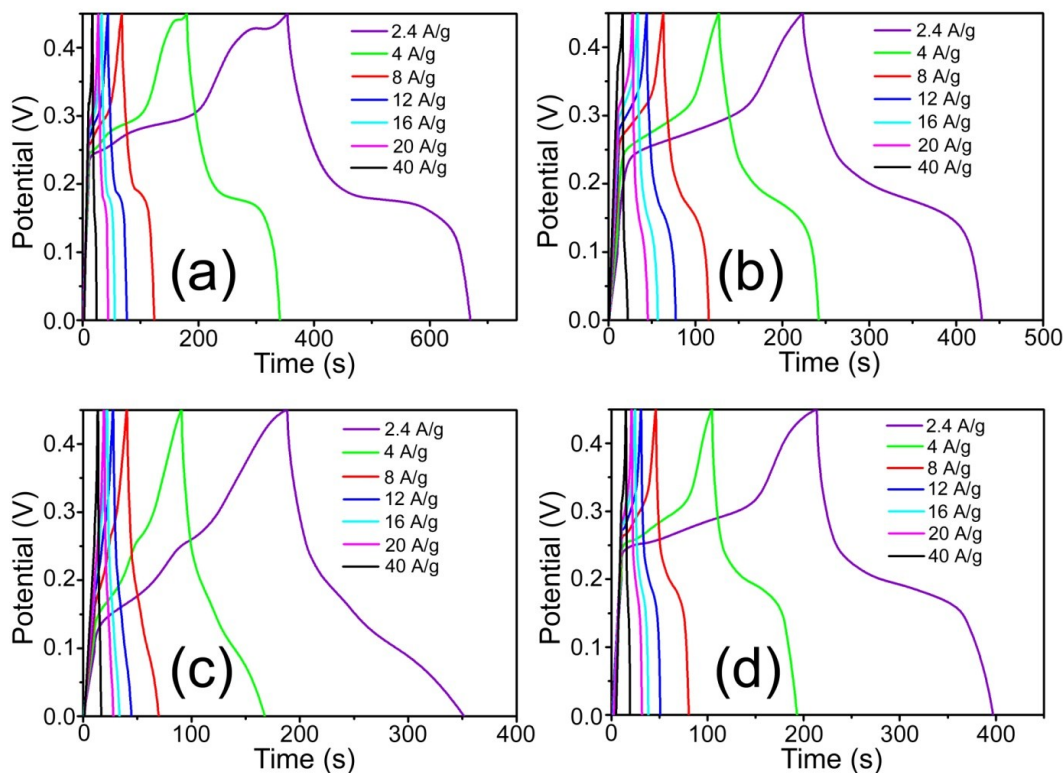 Potential (V)
0.4
0.3
0.2
0.1
0.0
2.4 A/g
4 A/g
8 A/g
12 A/g
16 A/g
20 A/g
40 A/g
(a)
0 200 400 600
Time (s)
Potential (V)
0.4
0.3
0.2
0.1
0.0
2.4 A/g
4 A/g
8 A/g
12 A/g
16 A/g
20 A/g
40 A/g
(b)
0 100 200 300 400 500
Time (s)
Potential (V)
0.4
0.3
0.2
0.1
0.0
2.4 A/g
4 A/g
8 A/g
12 A/g
16 A/g
20 A/g
40 A/g
(c)
0 100 200 300 400
Time (s)
Potential (V)
0.4
0.3
0.2
0.1
0.0
2.4 A/g
4 A/g
8 A/g
12 A/g
16 A/g
20 A/g
40 A/g
(d)
0 100 200 300 400
Time (s)